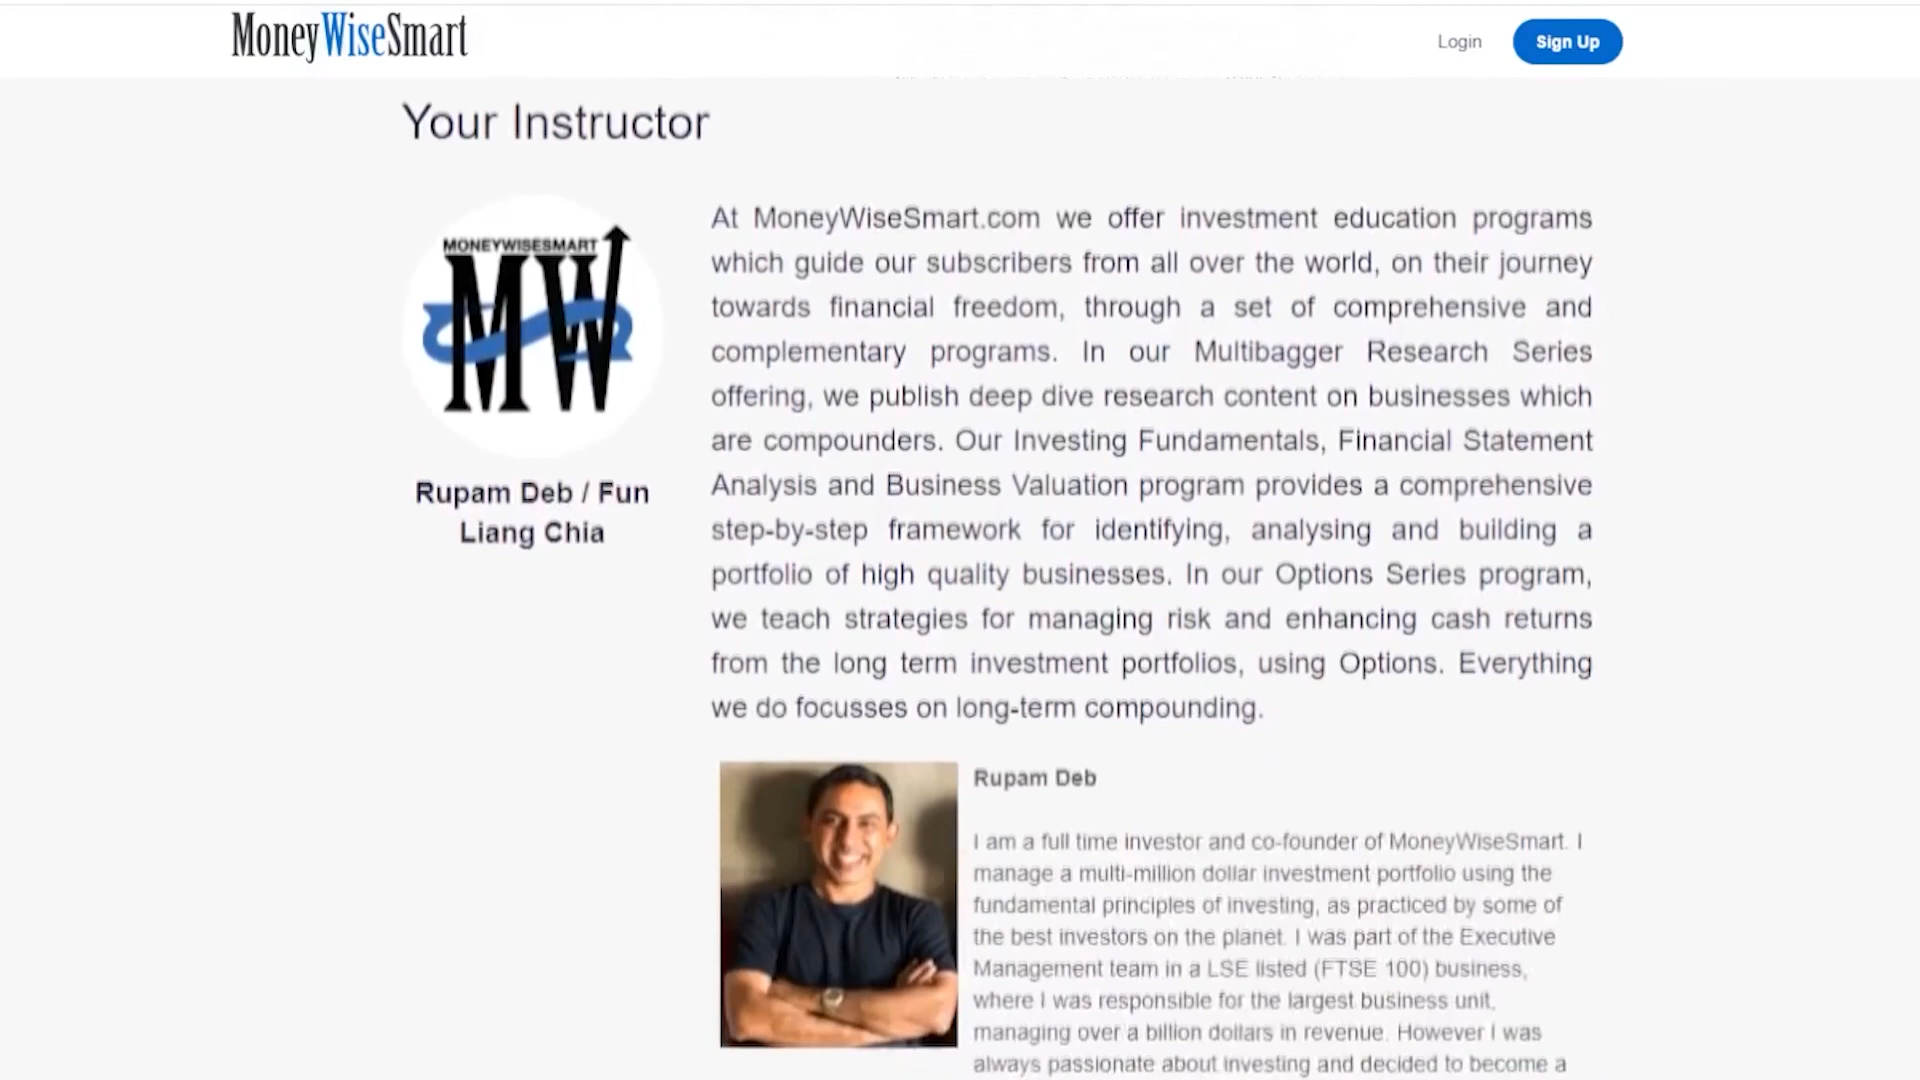 MoneyWiseSmart
Login
Sign Up
Your Instructor
MONEYWISESMART
MW
Rupam Deb / Fun
Liang Chia
At MoneyWiseSmart.com we offer investment education programs
which guide our subscribers from all over the world, on their journey
towards financial freedom, through a set of comprehensive and
complementary programs. In our Multibagger Research Series
offering, we publish deep dive research content on businesses which
are compounders. Our Investing Fundamentals, Financial Statement
Analysis and Business Valuation program provides a comprehensive
step-by-step framework for identifying, analysing and building a
portfolio of high quality businesses. In our Options Series program,
we teach strategies for managing risk and enhancing cash returns
from the long term investment portfolios, using Options. Everything
we do focusses on long-term compounding.
Rupam Deb
I am a full time investor and co-founder of MoneyWiseSmart. I
manage a multi-million dollar investment portfolio using the
fundamental principles of investing, as practiced by some of
the best investors on the planet. I was part of the Executive
Management team in a LSE listed (FTSE 100) business,
where I was responsible for the largest business unit,
managing over a billion dollars in revenue. However I was
always passionate about investing and decided to become a